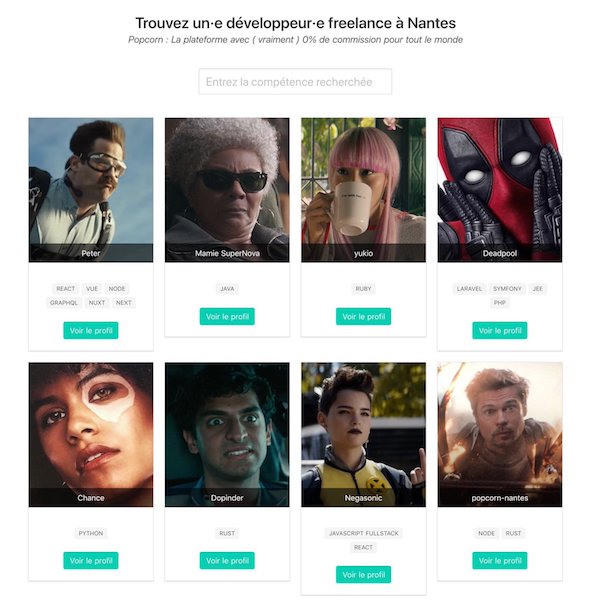 Trouvez un·e développeur·e freelance à Nantes
Popcorn : La plateforme avec ( vraiment ) 0% de commission pour tout le monde
Entrez la compétence recherchée
Peter
Mamie SuperNova
yukio
Deadpool
REACT VUE NODE
GRAPHQL NUXT NEXT
Voir le profil
JAVA
Voir le profil
RUBY
Voir le profil
LARAVEL SYMFONY JEE
PHP
Voir le profil
Chance
Dopinder
Negasonic
popcorn-nantes
PYTHON
Voir le profil
RUST
Voir le profil
JAVASCRIPT FULLSTACK
REACT
Voir le profil
NODE RUST
Voir le profil